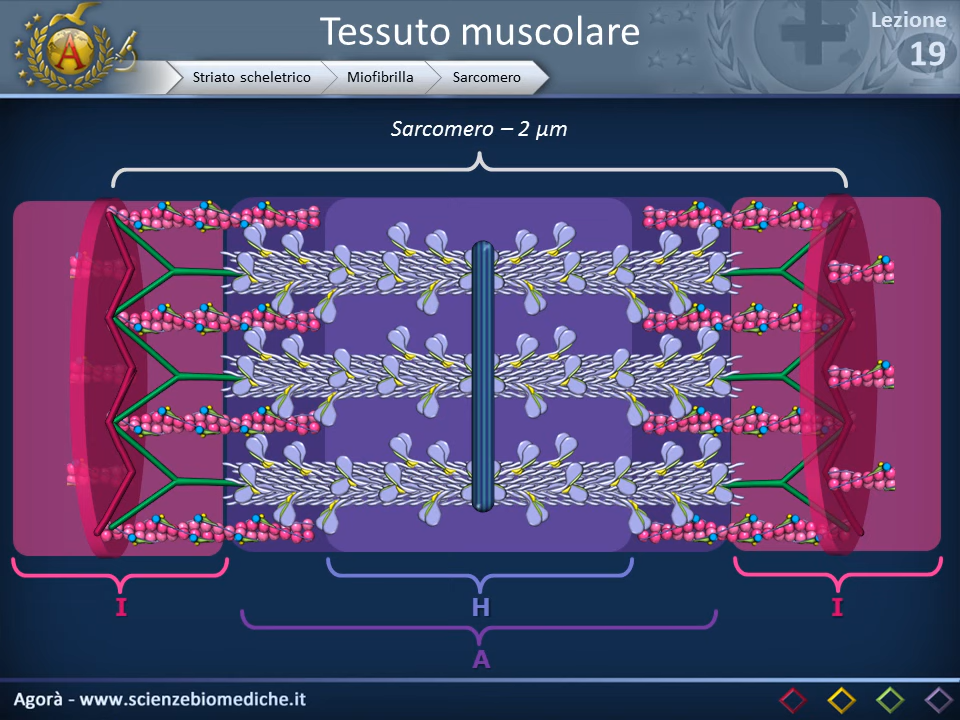 Tessuto muscolare
Lezione
19
A
Striato scheletrico
Miofibrilla
Sarcomero
Sarcomero – 2 µm
I
H
I
A
Agorà - www.scienzebiomediche.it